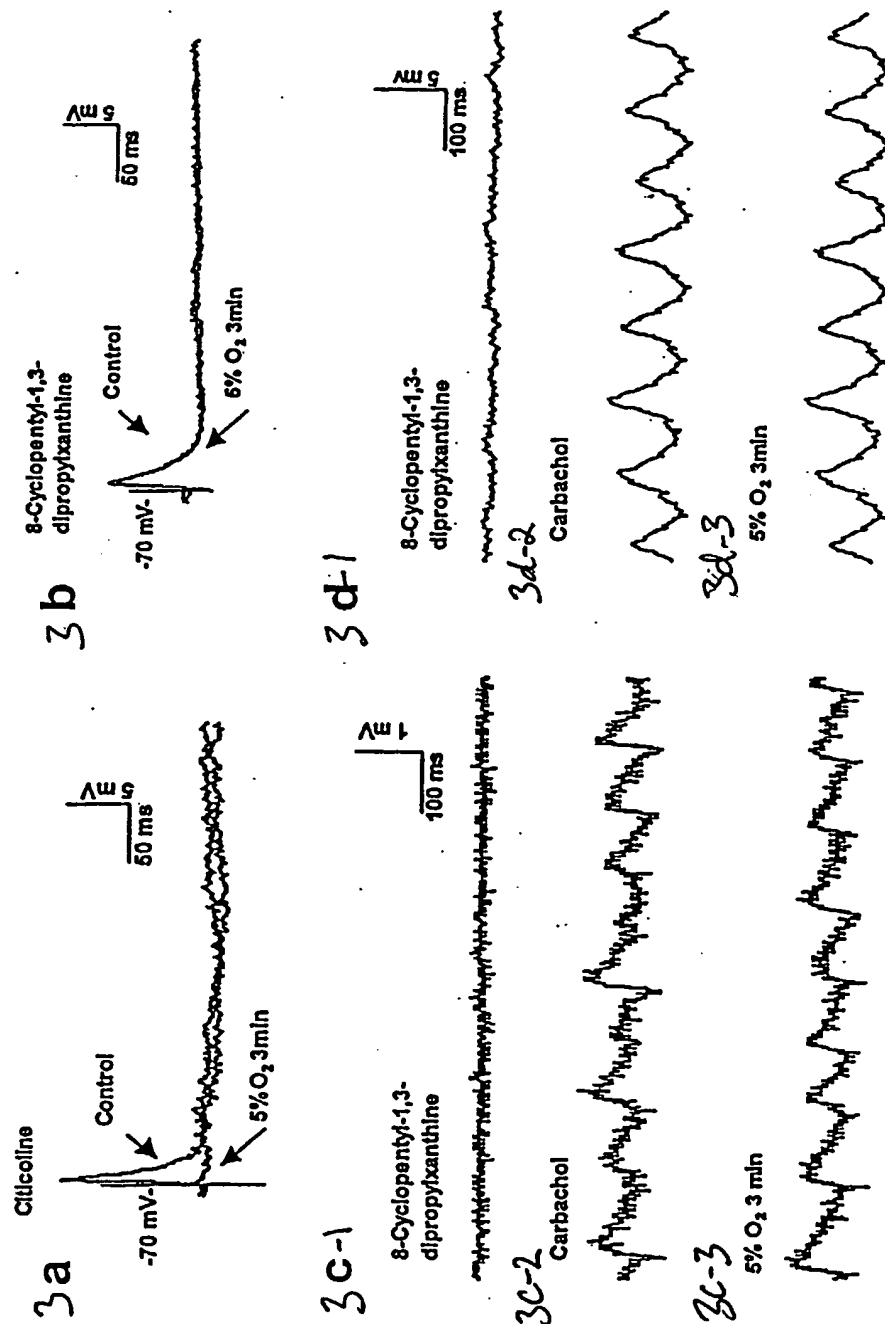 3a
Citicoline
Control
-70 mV-
5% O₂ 3min
5 mV
50 ms
3b
8-Cyclopentyl-1,3-
dipropylxanthine
Control
-70 mV-
5% O₂ 3min
5 mV
50 ms
3c-1
8-Cyclopentyl-1,3-
dipropylxanthine
1 mV
100 ms
3c-2
Carbachol
3c-3
5% O₂ 3 min
3d-1
8-Cyclopentyl-1,3-
dipropylxanthine
5 mV
100 ms
3d-2
Carbachol
3d-3
5% O₂ 3min